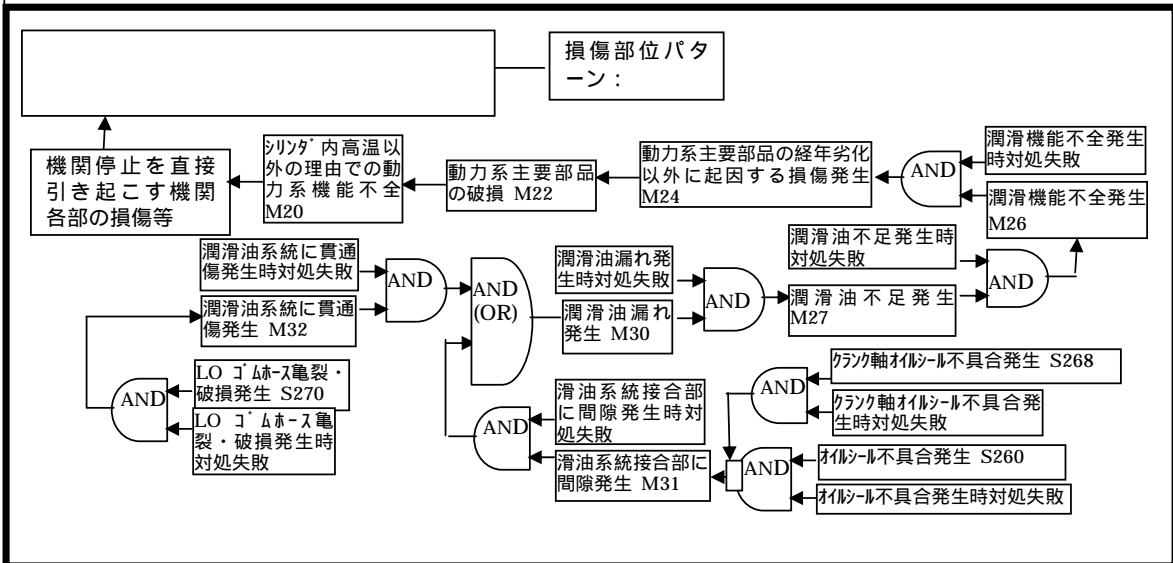 損傷部位パタ
ーン：
機関停止を直接
引き起こす機関
各部の損傷等
ｼﾘﾝﾀﾞ内高温以
外の理由での動
力系機能不全
M20
動力系主要部品
の破損 M22
動力系主要部品の経年劣化
以外に起因する損傷発生
M24
AND
潤滑機能不全発生
時対処失敗
潤滑機能不全発生
M26
潤滑油系統に貫通
傷発生時対処失敗
潤滑油系統に貫通
傷発生 M32
AND
AND
(OR)
潤滑油漏れ発
生時対処失敗
潤滑油漏れ
発生 M30
AND
潤滑油不足発生時
対処失敗
潤滑油不足発生
M27
AND
AND
LO ｺﾞﾑﾎｰｽ亀裂・
破損発生 S270
LO ｺﾞﾑﾎｰｽ亀
裂・破損発生時
対処失敗
AND
滑油系統接合部
に間隙発生時対
処失敗
滑油系統接合部に
間隙発生 M31
AND
ｸﾗﾝｸ軸ｵｲﾙｼｰﾙ不具合発生 S268
ｸﾗﾝｸ軸ｵｲﾙｼｰﾙ不具合発
生時対処失敗
AND
ｵｲﾙｼｰﾙ不具合発生 S260
ｵｲﾙｼｰﾙ不具合発生時対処失敗